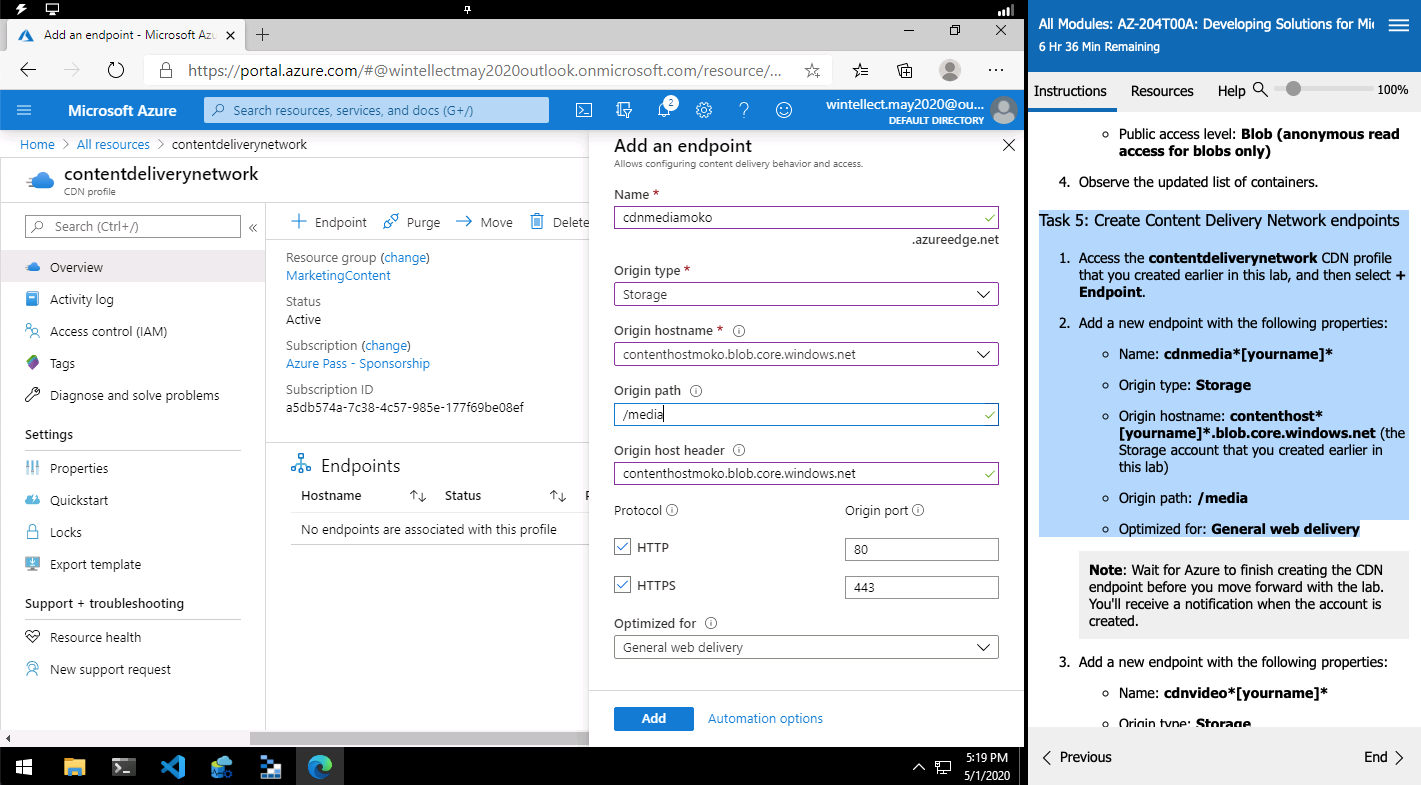 Add an endpoint - Microsoft Azu
https://portal.azure.com/#@wintellectmay2020outlook.onmicrosoft.com/resource/...
Microsoft Azure
Search resources, services, and docs (G+/)
2
wintellect.may2020@ou...
DEFAULT DIRECTORY
Home > All resources > contentdeliverynetwork
contentdeliverynetwork
CDN profile
Search (Ctrl+/)
«
Overview
Activity log
Access control (IAM)
Tags
Diagnose and solve problems
Settings
Properties
Quickstart
Locks
Export template
Support + troubleshooting
Resource health
New support request
Endpoint
Purge
Move
Delete
Resource group (change)
MarketingContent
Status
Active
Subscription (change)
Azure Pass - Sponsorship
Subscription ID
a5db574a-7c38-4c57-985e-177f69be08ef
Endpoints
Hostname
Status
No endpoints are associated with this profile
Add an endpoint
Allows configuring content delivery behavior and access.
Name *
cdnmediamoko
.azureedge.net
Origin type *
Storage
Origin hostname *
contenthostmoko.blob.core.windows.net
Origin path
/media
Origin host header
contenthostmoko.blob.core.windows.net
Protocol
Origin port
HTTP
80
HTTPS
443
Optimized for
General web delivery
Add
Automation options
5:19 PM
5/1/2020
All Modules: AZ-204T00A: Developing Solutions for Mi
6 Hr 36 Min Remaining
Instructions
Resources
Help
100%
Public access level: Blob (anonymous read
access for blobs only)
4. Observe the updated list of containers.
Task 5: Create Content Delivery Network endpoints
1. Access the contentdeliverynetwork CDN profile
that you created earlier in this lab, and then select +
Endpoint.
2. Add a new endpoint with the following properties:
Name: cdnmedia*[yourname]*
Origin type: Storage
Origin hostname: contenthost*
[yourname]*.blob.core.windows.net (the
Storage account that you created earlier in
this lab)
Origin path: /media
Optimized for: General web delivery
Note: Wait for Azure to finish creating the CDN
endpoint before you move forward with the lab.
You'll receive a notification when the account is
created.
3. Add a new endpoint with the following properties:
Name: cdnvideo*[yourname]*
Origin type: Storage
Previous
End